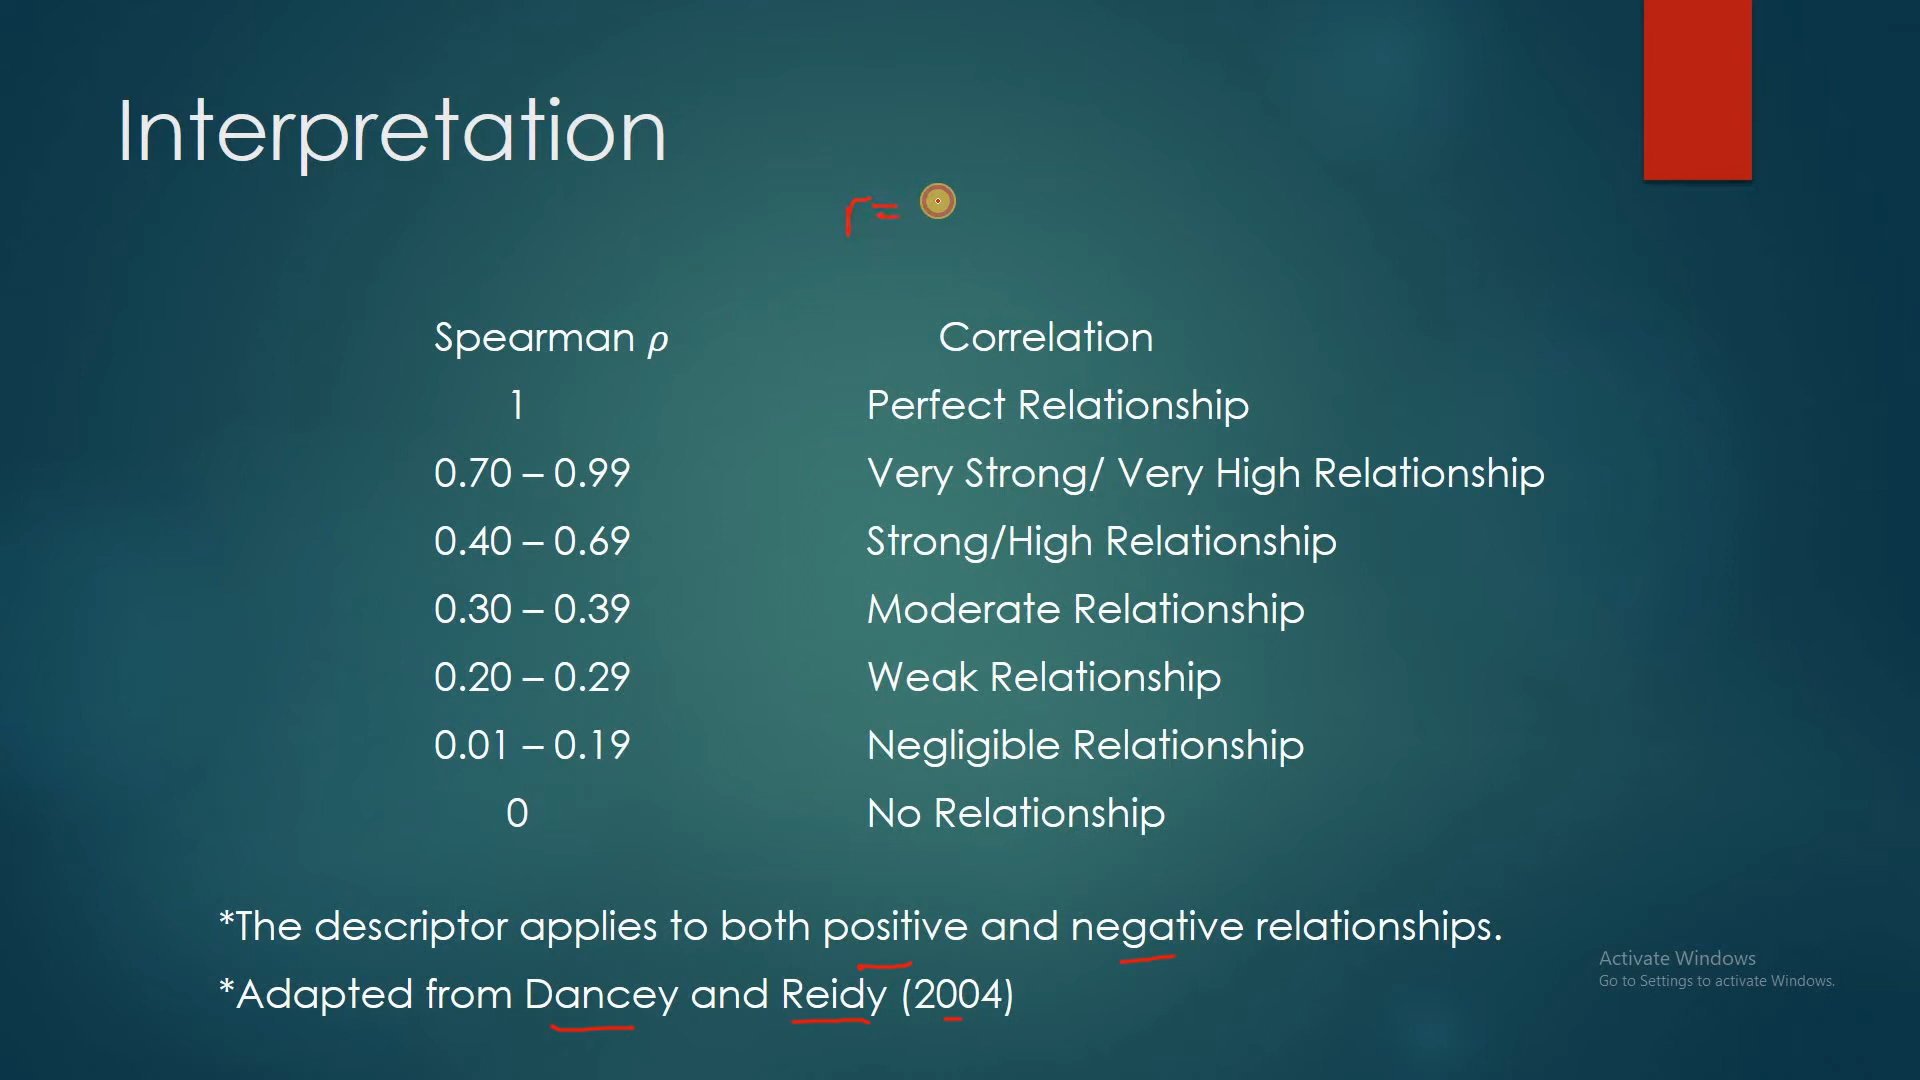 Interpretation
r =
Spearman ρ Correlation
1 Perfect Relationship
0.70 – 0.99 Very Strong/ Very High Relationship
0.40 – 0.69 Strong/High Relationship
0.30 – 0.39 Moderate Relationship
0.20 – 0.29 Weak Relationship
0.01 – 0.19 Negligible Relationship
0 No Relationship
*The descriptor applies to both positive and negative relationships.
*Adapted from Dancey and Reidy (2004)
Activate Windows
Go to Settings to activate Windows.